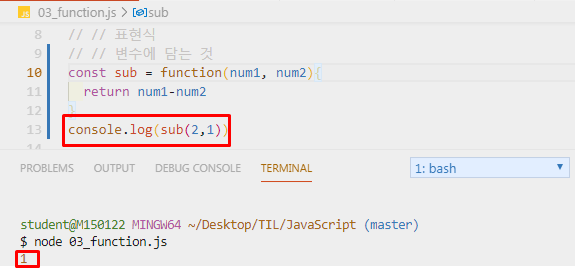 JS 03_function.js > sub
8 // // 표현식
9 // // 변수에 담는 것
10 const sub = function(num1, num2){
11 return num1-num2
12 }
13 console.log(sub(2,1))
14
PROBLEMS OUTPUT DEBUG CONSOLE TERMINAL 1: bash
student@M150122 MINGW64 ~/Desktop/TIL/JavaScript (master)
$ node 03_function.js
1